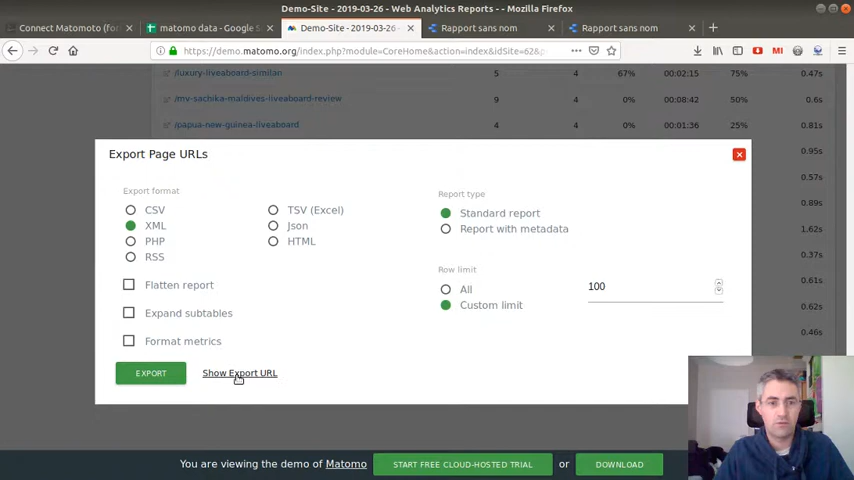 Demo-Site - 2019-03-26 - Web Analytics Reports - - Mozilla Firefox
Connect Matomoto (for
matomo data - Google S
Demo-Site - 2019-03-26 -
Rapport sans nom
Rapport sans nom
https://demo.matomo.org/index.php?module=CoreHome&action=index&idSite=62&
/luxury-liveaboard-similan 5 4 67% 00:02:15 75% 0.47s
/mv-sachika-maldives-liveaboard-review 9 4 0% 00:08:42 50% 0.6s
/papua-new-guinea-liveaboard 4 4 0% 00:01:36 25% 0.81s
0.95s
Export Page URLs
0.57s
Export format
Report type
0.89s
CSV
TSV (Excel)
Standard report
XML
Json
Report with metadata
1.62s
PHP
HTML
RSS
0.37s
Row limit
Flatten report
All
100
0.61s
Custom limit
0.62s
Expand subtables
0.46s
Format metrics
EXPORT
Show Export URL
You are viewing the demo of Matomo
START FREE CLOUD-HOSTED TRIAL
or
DOWNLOAD